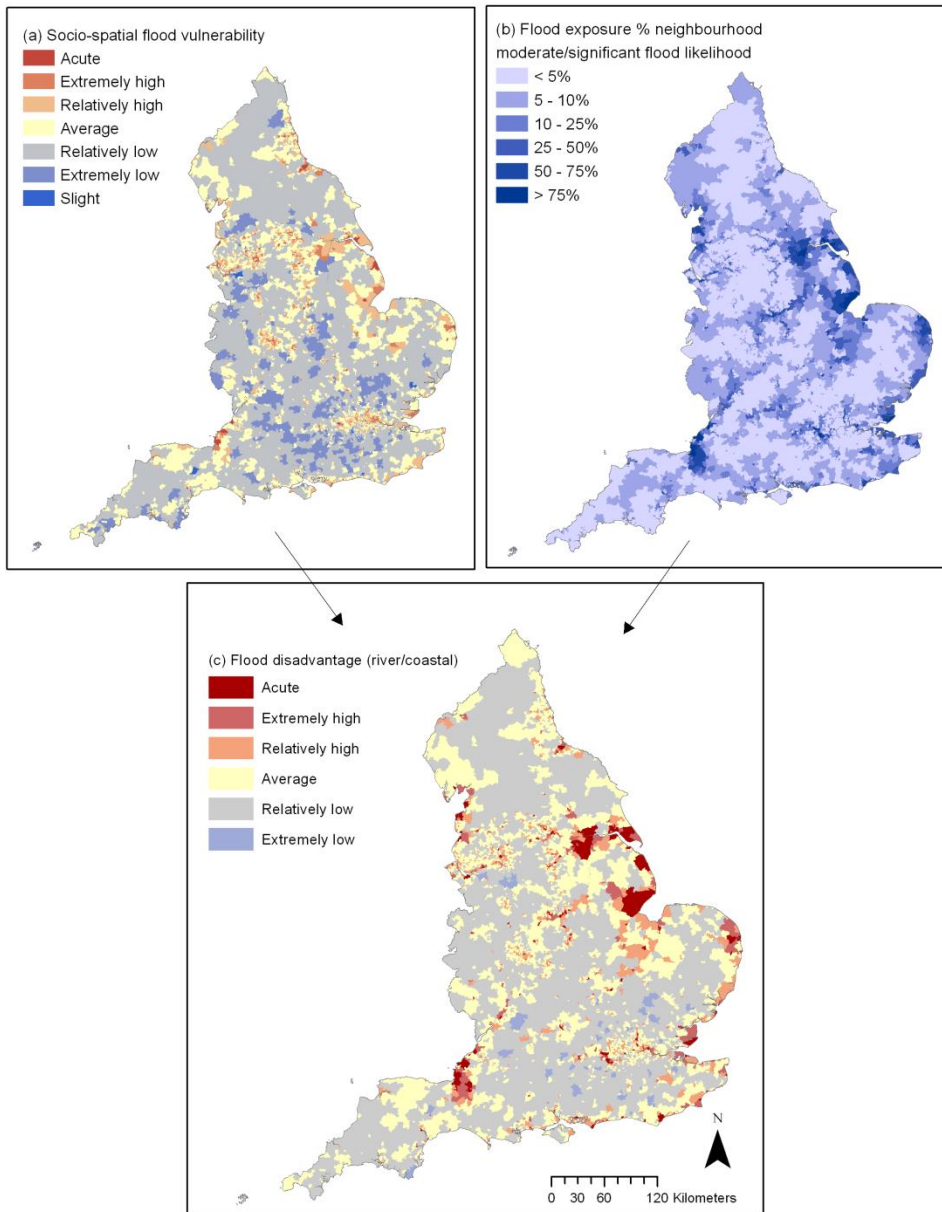 (a) Socio-spatial flood vulnerability
Acute
Extremely high
Relatively high
Average
Relatively low
Extremely low
Slight
(b) Flood exposure % neighbourhood
moderate/significant flood likelihood
< 5%
5 - 10%
10 - 25%
25 - 50%
50 - 75%
> 75%
(c) Flood disadvantage (river/coastal)
Acute
Extremely high
Relatively high
Average
Relatively low
Extremely low
N
0 30 60 120 Kilometers